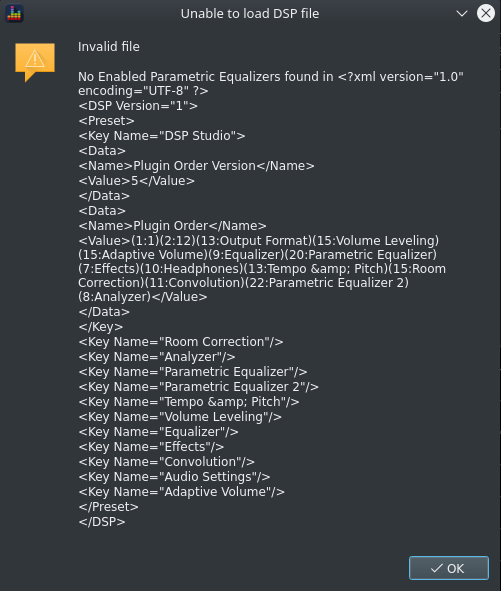 Unable to load DSP file
Invalid file
No Enabled Parametric Equalizers found in <?xml version="1.0"
encoding="UTF-8" ?>
<DSP Version="1">
<Preset>
<Key Name="DSP Studio">
<Data>
<Name>Plugin Order Version</Name>
<Value>5</Value>
</Data>
<Data>
<Name>Plugin Order</Name>
<Value>(1:1)(2:12)(13:Output Format)(15:Volume Leveling)
(15:Adaptive Volume)(9:Equalizer)(20:Parametric Equalizer)
(7:Effects)(10:Headphones)(13:Tempo &amp; Pitch)(15:Room
Correction)(11:Convolution)(22:Parametric Equalizer 2)
(8:Analyzer)</Value>
</Data>
</Key>
<Key Name="Room Correction"/>
<Key Name="Analyzer"/>
<Key Name="Parametric Equalizer"/>
<Key Name="Parametric Equalizer 2"/>
<Key Name="Tempo &amp; Pitch"/>
<Key Name="Volume Leveling"/>
<Key Name="Equalizer"/>
<Key Name="Effects"/>
<Key Name="Convolution"/>
<Key Name="Audio Settings"/>
<Key Name="Adaptive Volume"/>
</Preset>
</DSP>
OK